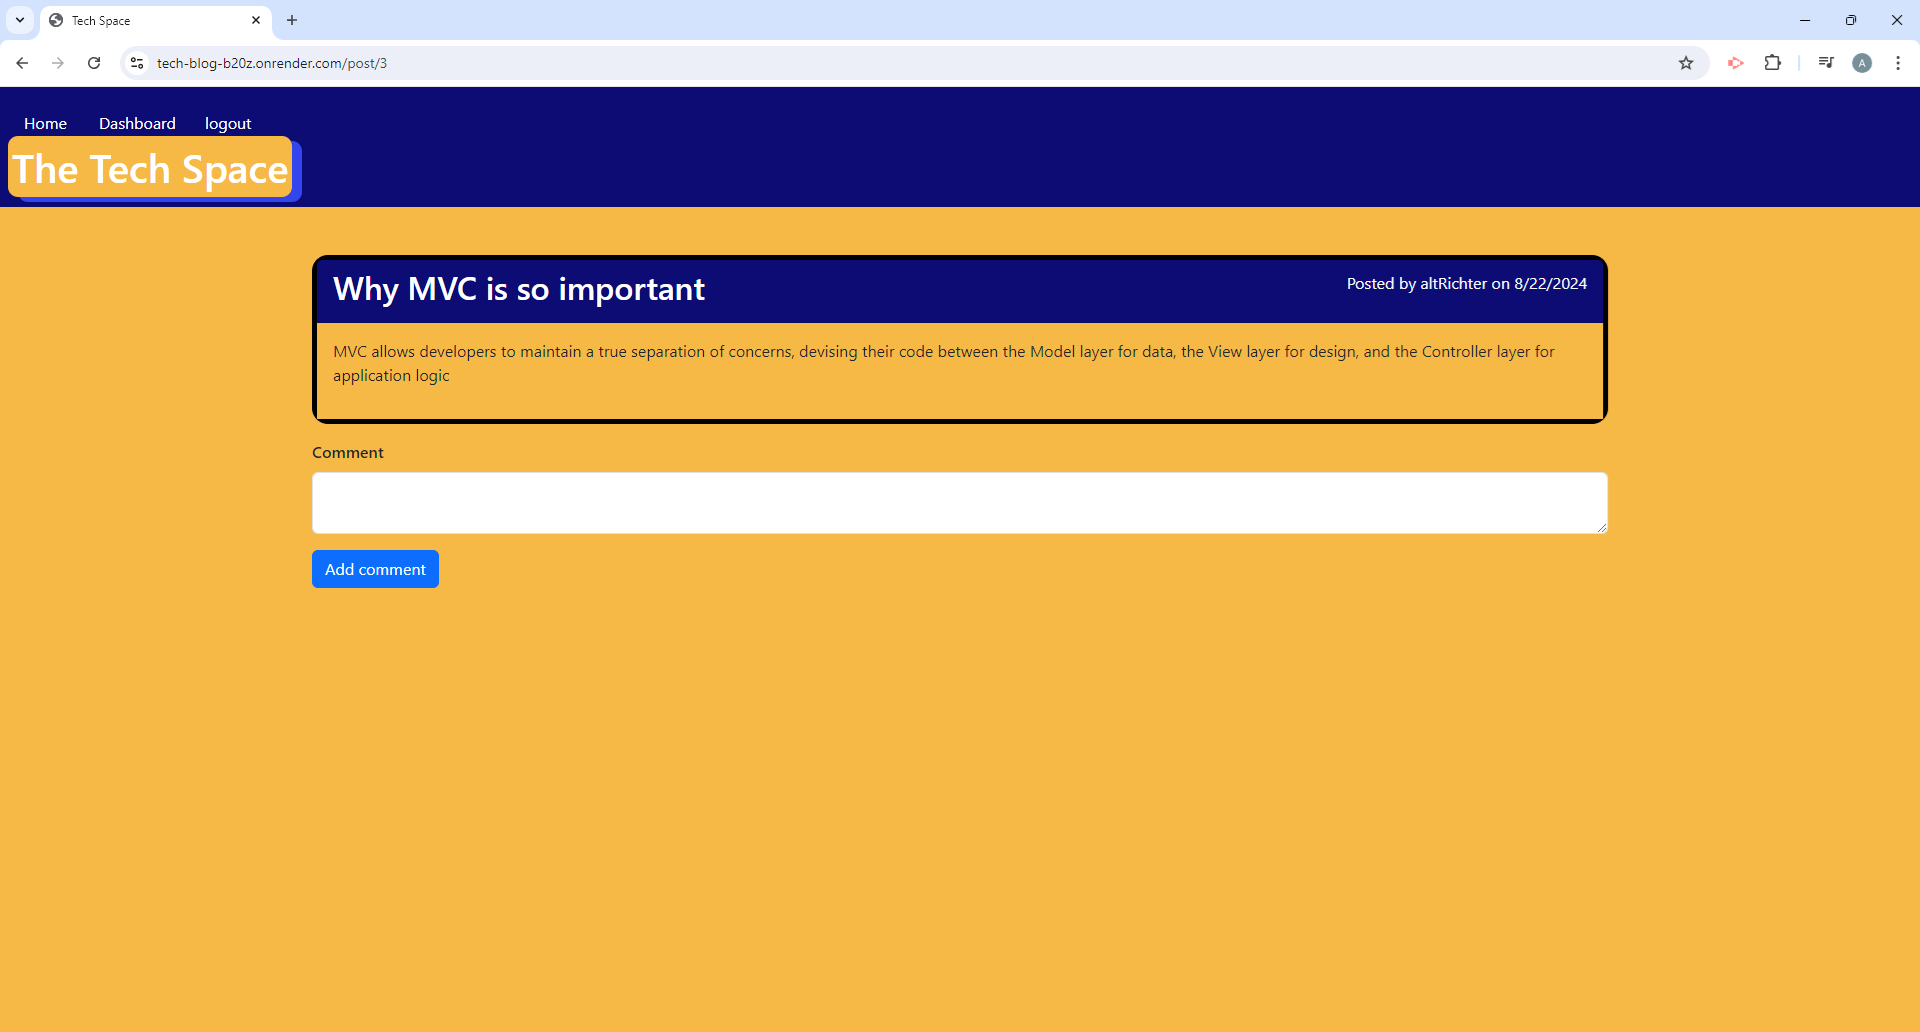 Tech Space
tech-blog-b20z.onrender.com/post/3
A
Home Dashboard logout
The Tech Space
Why MVC is so important
Posted by altRichter on 8/22/2024
MVC allows developers to maintain a true separation of concerns, devising their code between the Model layer for data, the View layer for design, and the Controller layer for
application logic
Comment
Add comment